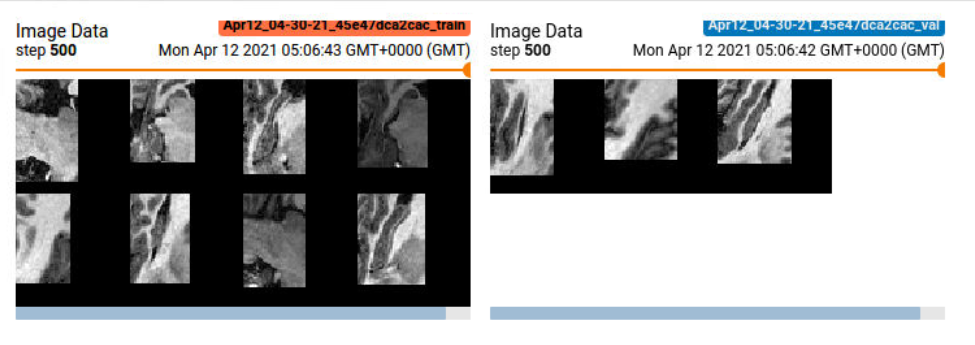 Apr12_04-30-21_45e47dca2cac_train
Image Data
step 500
Mon Apr 12 2021 05:06:43 GMT+0000 (GMT)
Apr12_04-30-21_45e47dca2cac_val
Image Data
step 500
Mon Apr 12 2021 05:06:42 GMT+0000 (GMT)